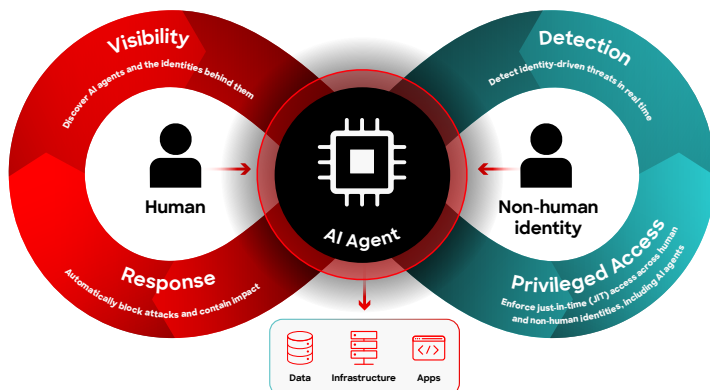 Visibility
Discover AI agents and the identities behind them
Detection
Detect identity-driven threats in real time
Human
AI Agent
Non-human
identity
Response
Automatically block attacks and contain impact
Privileged Access
Enforce just-in-time (JIT) access across human
and non-human identities, including AI agents
Data
Infrastructure
Apps